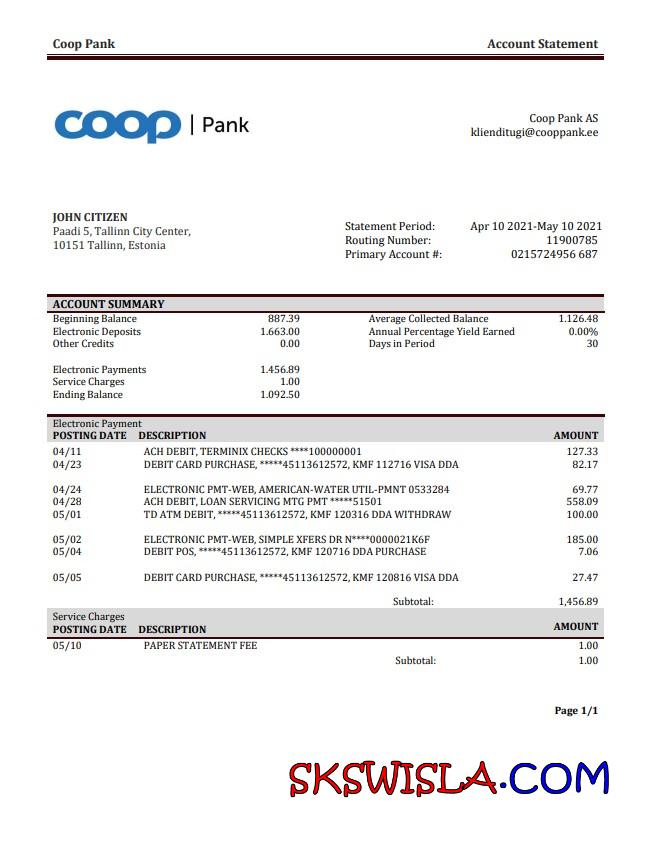 Coop Pank Account Statement
coop | Pank
Coop Pank AS
klienditugi@cooppank.ee
JOHN CITIZEN
Paadi 5, Tallinn City Center,
10151 Tallinn, Estonia
Statement Period: Apr 10 2021-May 10 2021
Routing Number: 11900785
Primary Account #: 0215724956 687
ACCOUNT SUMMARY
Beginning Balance 887.39 Average Collected Balance 1.126.48
Electronic Deposits 1.663.00 Annual Percentage Yield Earned 0.00%
Other Credits 0.00 Days in Period 30
Electronic Payments 1.456.89
Service Charges 1.00
Ending Balance 1.092.50
Electronic Payment
POSTING DATE DESCRIPTION AMOUNT
04/11 ACH DEBIT, TERMINIX CHECKS ****100000001 127.33
04/23 DEBIT CARD PURCHASE, *****45113612572, KMF 112716 VISA DDA 82.17
04/24 ELECTRONIC PMT-WEB, AMERICAN-WATER UTIL-PMNT 0533284 69.77
04/28 ACH DEBIT, LOAN SERVICING MTG PMT *****51501 558.09
05/01 TD ATM DEBIT, *****45113612572, KMF 120316 DDA WITHDRAW 100.00
05/02 ELECTRONIC PMT-WEB, SIMPLE XFERS DR N****0000021K6F 185.00
05/04 DEBIT POS, *****45113612572, KMF 120716 DDA PURCHASE 7.06
05/05 DEBIT CARD PURCHASE, *****45113612572, KMF 120816 VISA DDA 27.47
Subtotal: 1,456.89
Service Charges
POSTING DATE DESCRIPTION AMOUNT
05/10 PAPER STATEMENT FEE 1.00
Subtotal: 1.00
Page 1/1
SKSWISLA.COM